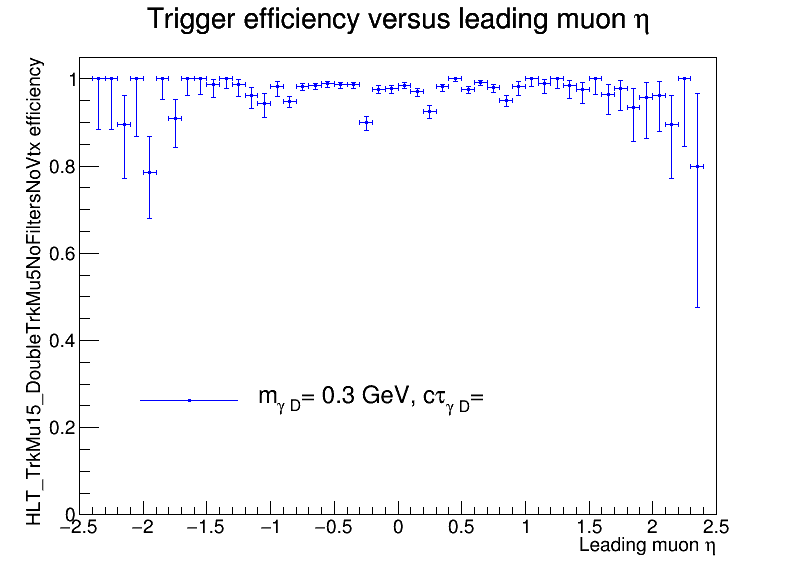 Trigger efficiency versus leading muon η
HLT_TrkMu15_DoubleTrkMu5NoFiltersNoVtx efficiency
1
0.8
0.6
0.4
0.2
0
m_γ D= 0.3 GeV, cτ_γ D=
−2.5 −2 −1.5 −1 −0.5 0 0.5 1 1.5 2 2.5
Leading muon η